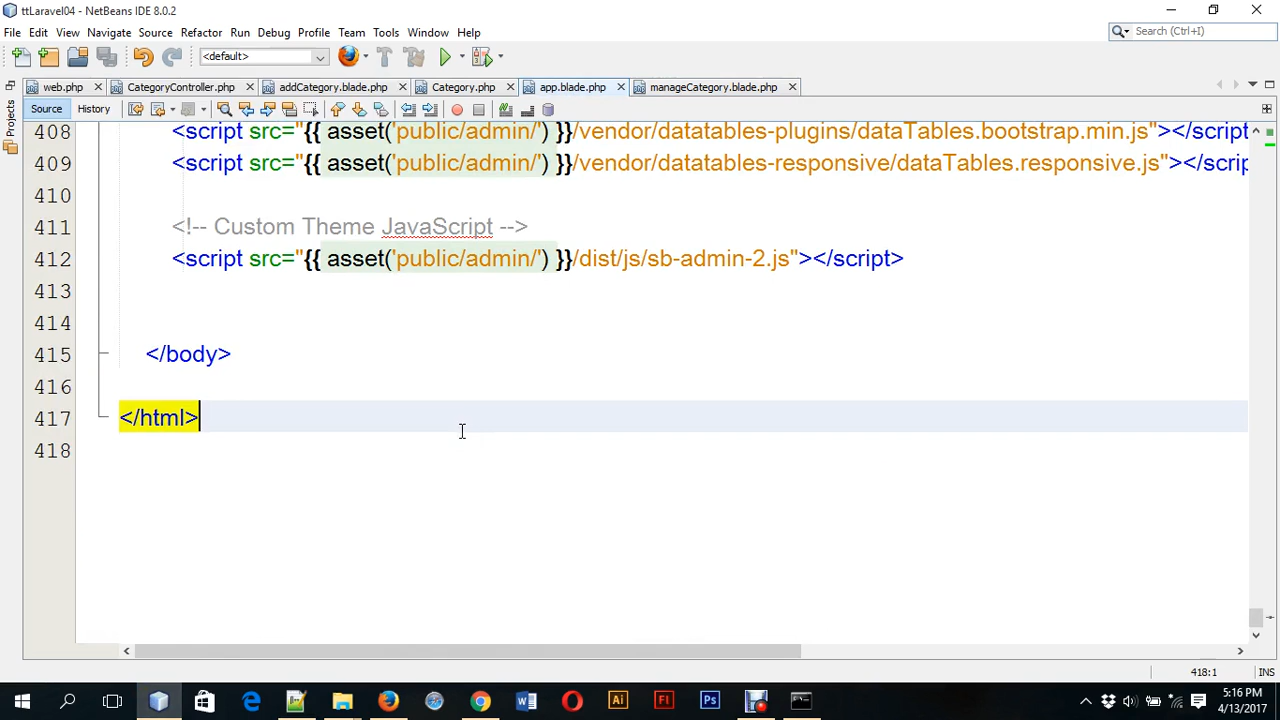 ttLaravel04 - NetBeans IDE 8.0.2
File Edit View Navigate Source Refactor Run Debug Profile Team Tools Window Help
Search (Ctrl+I)
<default>
web.php CategoryController.php addCategory.blade.php Category.php app.blade.php manageCategory.blade.php
Source History
Projects
408 <script src="{{ asset('public/admin/') }}/vendor/datatables-plugins/dataTables.bootstrap.min.js"></script
409 <script src="{{ asset('public/admin/') }}/vendor/datatables-responsive/dataTables.responsive.js"></scri
410
411 <!-- Custom Theme JavaScript -->
412 <script src="{{ asset('public/admin/') }}/dist/js/sb-admin-2.js"></script>
413
414
415 </body>
416
417 </html>
418
418:1 INS
Ai Fl Ps
5:16 PM
4/13/2017